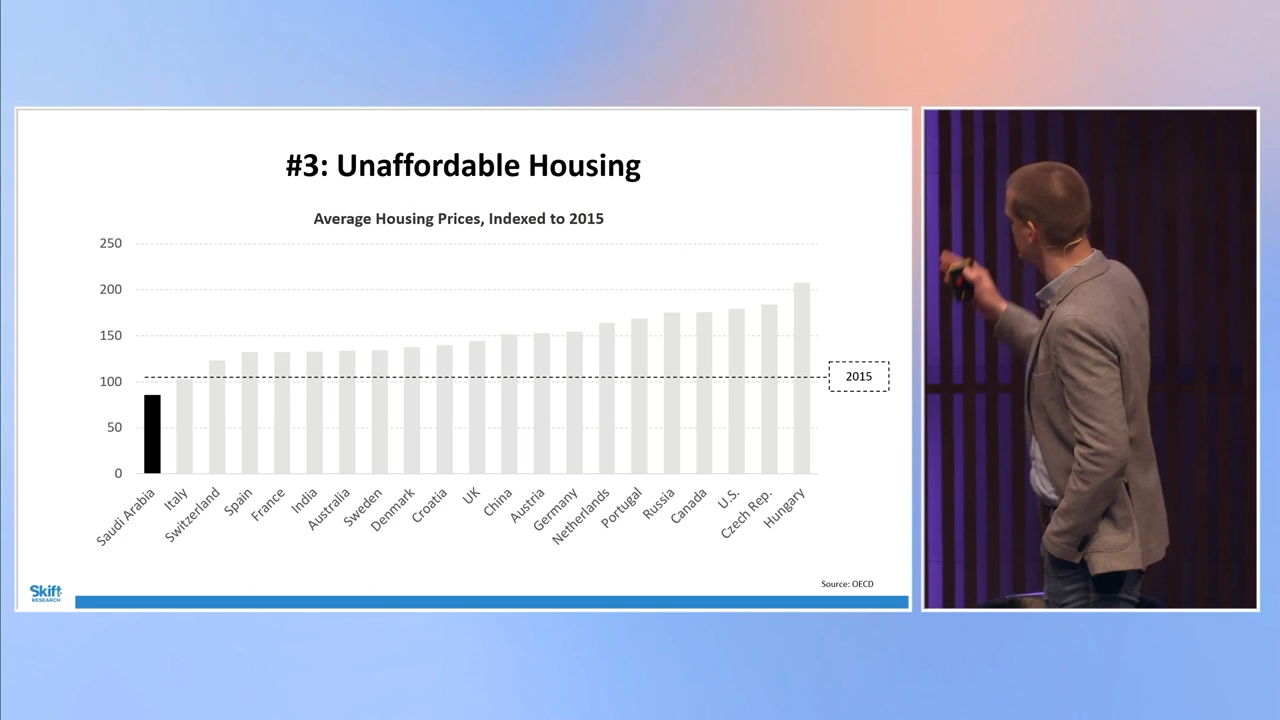 #3: Unaffordable Housing
Average Housing Prices, Indexed to 2015
250
200
150
100
50
0
2015
Saudi Arabia
Italy
Switzerland
Spain
France
India
Australia
Sweden
Denmark
Croatia
UK
China
Austria
Germany
Netherlands
Portugal
Russia
Canada
U.S.
Czech Rep.
Hungary
Source: OECD
Skift
RESEARCH